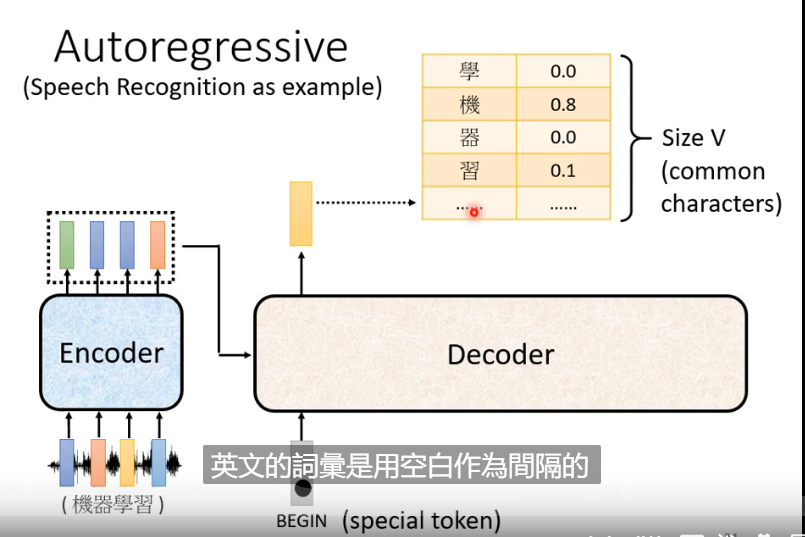 Autoregressive
(Speech Recognition as example)
學 0.0
機 0.8
器 0.0
習 0.1
...... ......
Size V
(common
characters)
Encoder
Decoder
英文的詞彙是用空白作為間隔的
(機器學習)
BEGIN (special token)